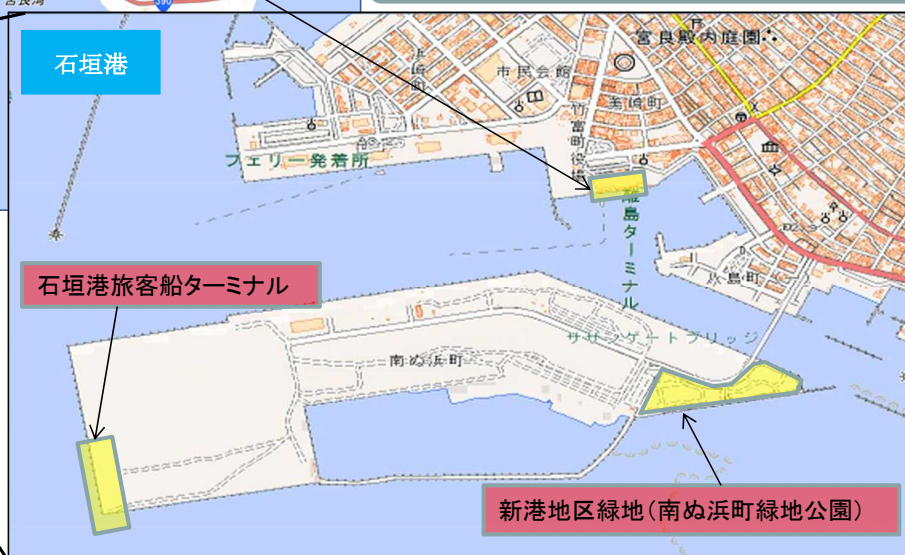 宮良湾
390
石垣港
宮良殿内庭園
浜崎町
市民会館
美崎町
竹富町役場
フェリー発着所
離島ターミナル
石垣港旅客船ターミナル
八島町
サザンゲートブリッジ
南ぬ浜町
新港地区緑地(南ぬ浜町緑地公園)